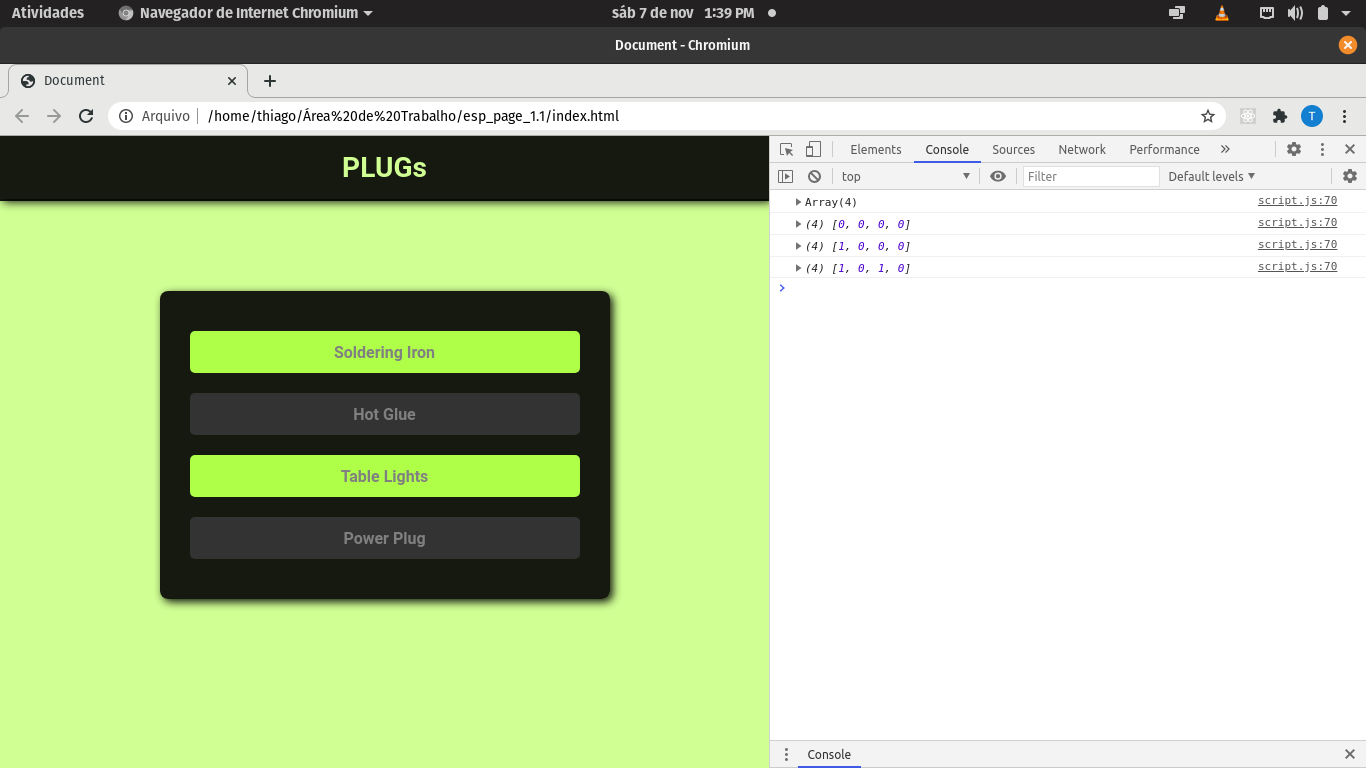 Atividades Navegador de Internet Chromium sáb 7 de nov 1:39 PM
Document - Chromium
Document
Arquivo /home/thiago/Área%20de%20Trabalho/esp_page_1.1/index.html T
PLUGs
Soldering Iron
Hot Glue
Table Lights
Power Plug
Elements Console Sources Network Performance
top Filter Default levels
Array(4) script.js:70
(4) [0, 0, 0, 0] script.js:70
(4) [1, 0, 0, 0] script.js:70
(4) [1, 0, 1, 0] script.js:70
Console